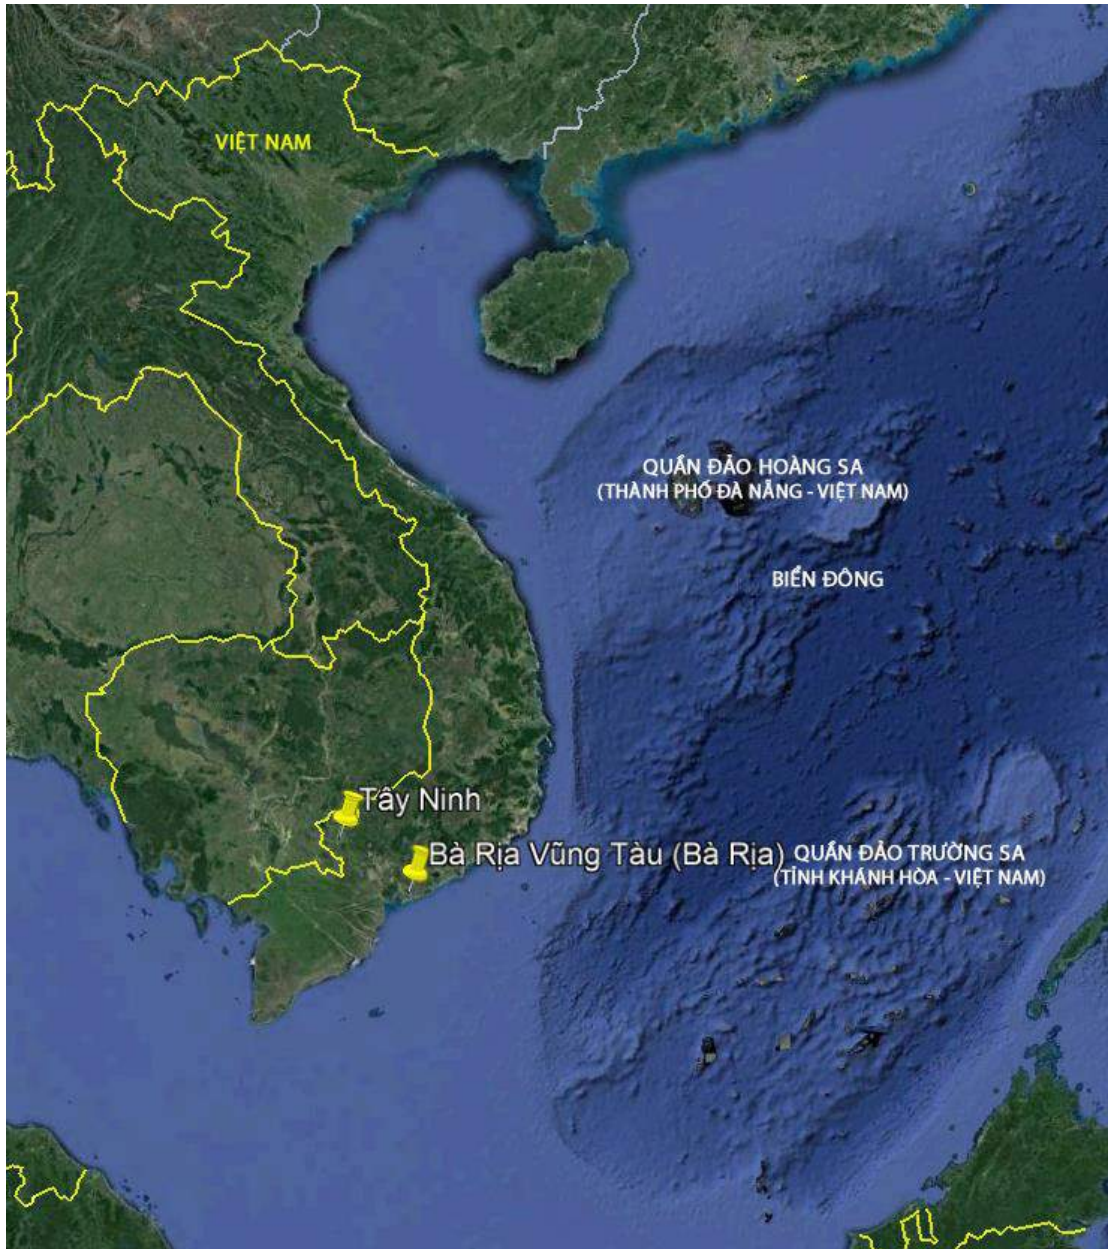 VIỆT NAM
QUẦN ĐẢO HOÀNG SA
(THÀNH PHỐ ĐÀ NẴNG - VIỆT NAM)
BIỂN ĐÔNG
Tây Ninh
Bà Rịa Vũng Tàu (Bà Rịa)
QUẦN ĐẢO TRƯỜNG SA
(TỈNH KHÁNH HÒA - VIỆT NAM)